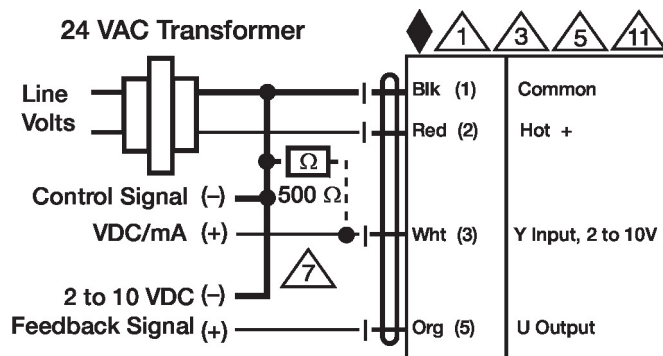 24 VAC Transformer
1 3 5 11
Line
Volts
Blk (1) Common
Red (2) Hot +
Ω
500 Ω
Control Signal (–)
VDC/mA (+)
Wht (3) Y Input, 2 to 10V
7
2 to 10 VDC (–)
Feedback Signal (+)
Org (5) U Output